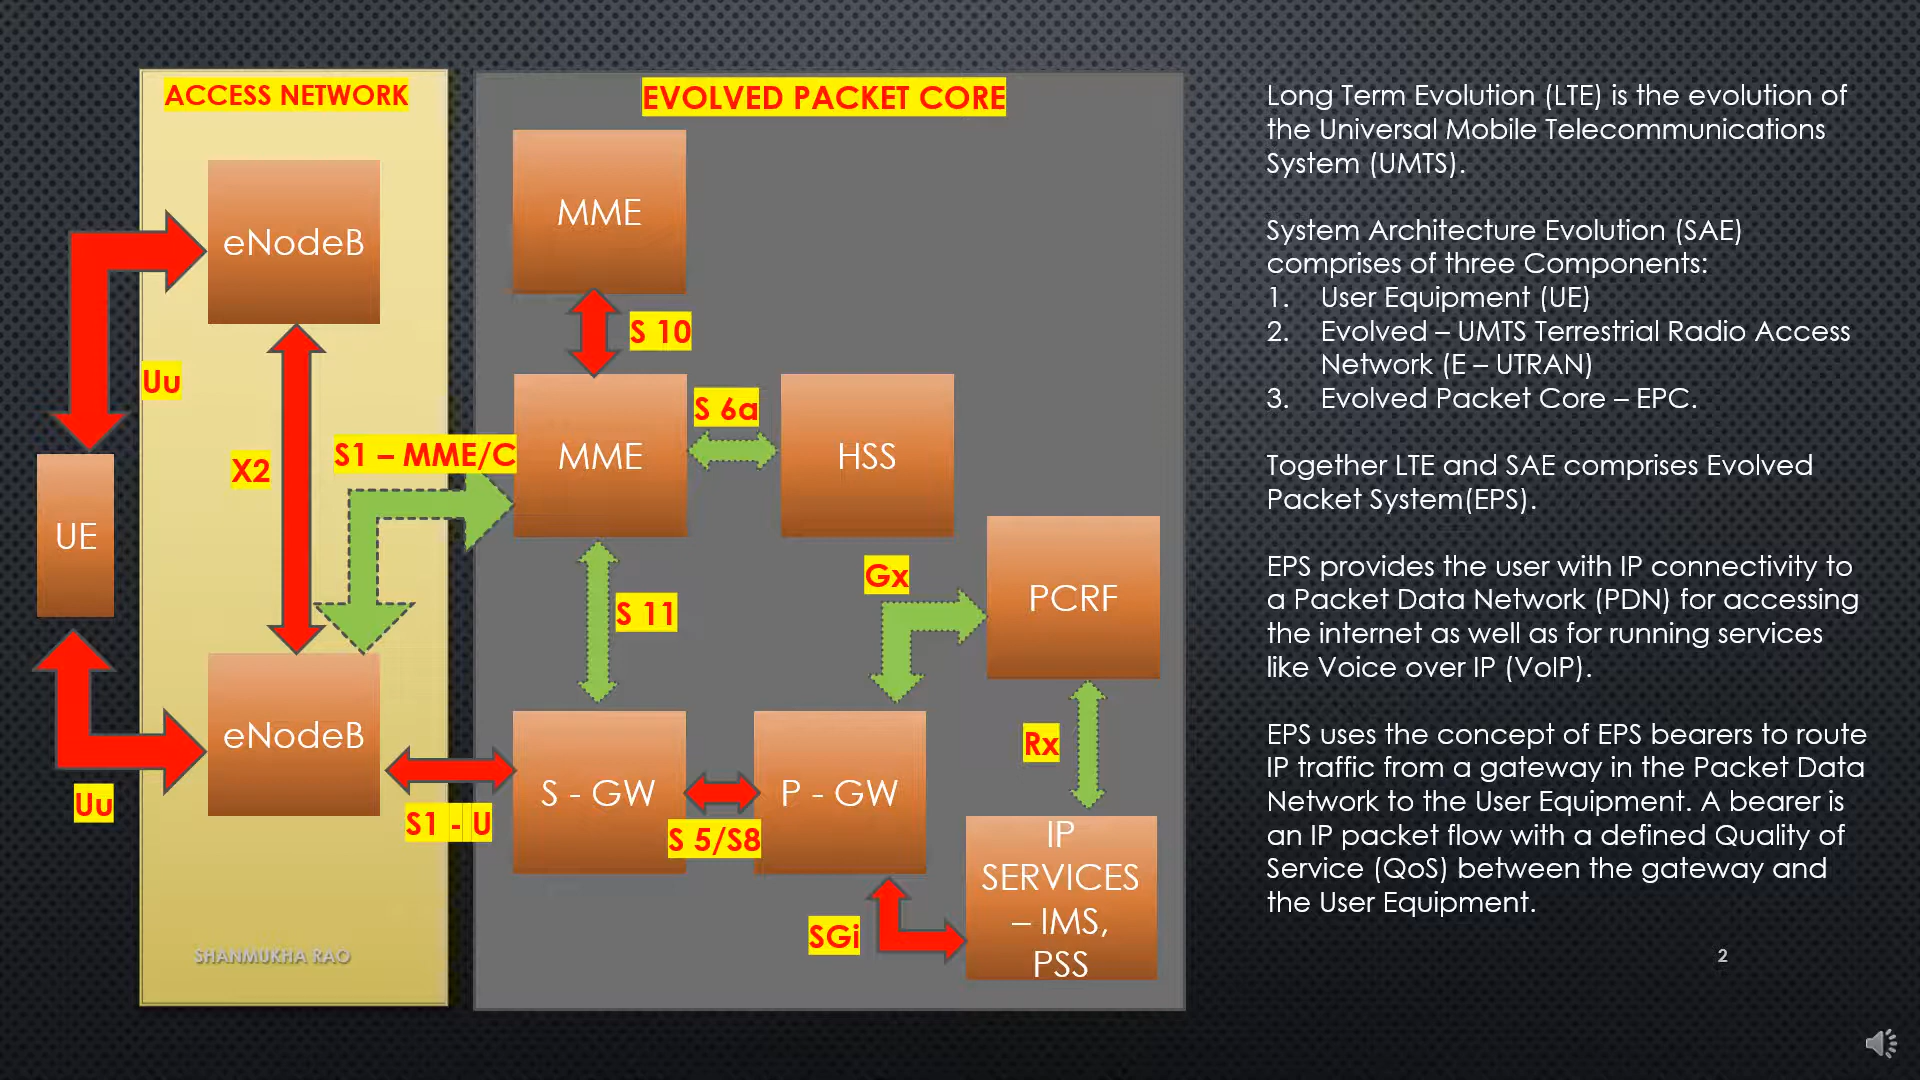 ACCESS NETWORK
EVOLVED PACKET CORE
eNodeB
MME
S 10
Uu
S 6a
X2
S1 – MME/C
MME
HSS
UE
Gx
PCRF
S 11
eNodeB
Rx
Uu
S1 - U
S - GW
S 5/S8
P - GW
IP
SERVICES
– IMS,
PSS
SGi
SHANMUKHA RAO
Long Term Evolution (LTE) is the evolution of
the Universal Mobile Telecommunications
System (UMTS).
System Architecture Evolution (SAE)
comprises of three Components:
1. User Equipment (UE)
2. Evolved – UMTS Terrestrial Radio Access
Network (E – UTRAN)
3. Evolved Packet Core – EPC.
Together LTE and SAE comprises Evolved
Packet System(EPS).
EPS provides the user with IP connectivity to
a Packet Data Network (PDN) for accessing
the internet as well as for running services
like Voice over IP (VoIP).
EPS uses the concept of EPS bearers to route
IP traffic from a gateway in the Packet Data
Network to the User Equipment. A bearer is
an IP packet flow with a defined Quality of
Service (QoS) between the gateway and
the User Equipment.
2